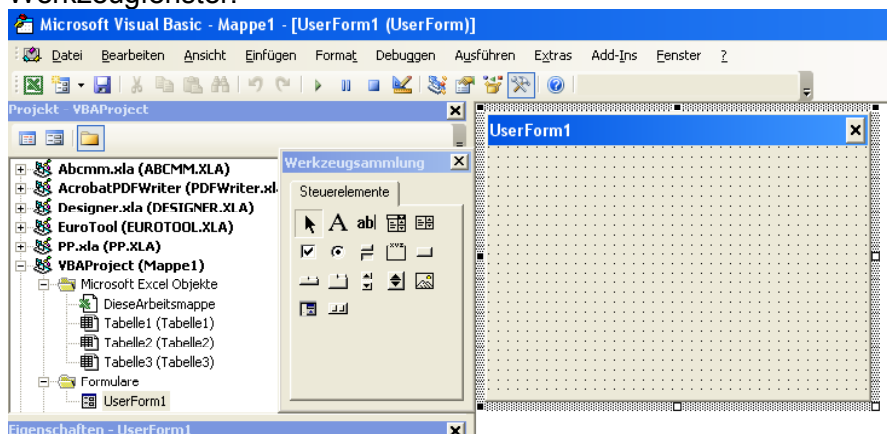 Werkzeugfenster.
Microsoft Visual Basic - Mappe1 - [UserForm1 (UserForm)]
Datei Bearbeiten Ansicht Einfügen Format Debuggen Ausführen Extras Add-Ins Fenster ?
Projekt - VBAProject
UserForm1
Werkzeugsammlung
Steuerelemente
A ab
xyz
Abcmm.xla (ABCMM.XLA)
AcrobatPDFWriter (PDFWriter.xl
Designer.xla (DESIGNER.XLA)
EuroTool (EUROTOOL.XLA)
PP.xla (PP.XLA)
VBAProject (Mappe1)
Microsoft Excel Objekte
DieseArbeitsmappe
Tabelle1 (Tabelle1)
Tabelle2 (Tabelle2)
Tabelle3 (Tabelle3)
Formulare
UserForm1
Eigenschaften - UserForm1